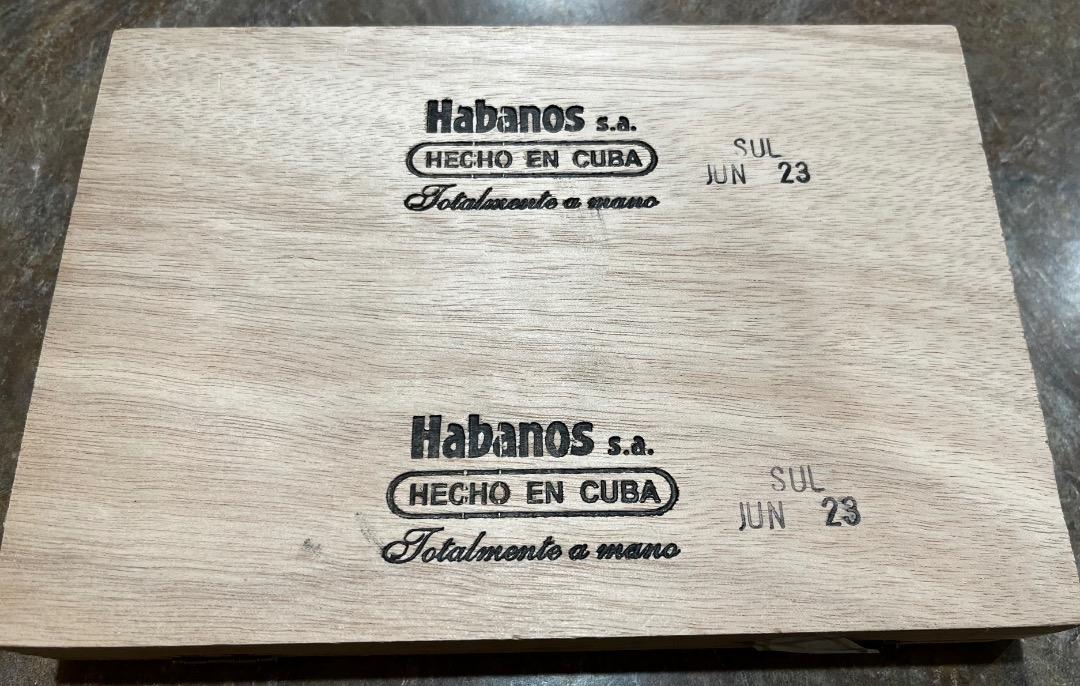 Habanos s.a.
HECHO EN CUBA
Totalmente a mano
SUL
JUN 23
Habanos s.a.
HECHO EN CUBA
Totalmente a mano
SUL
JUN 23